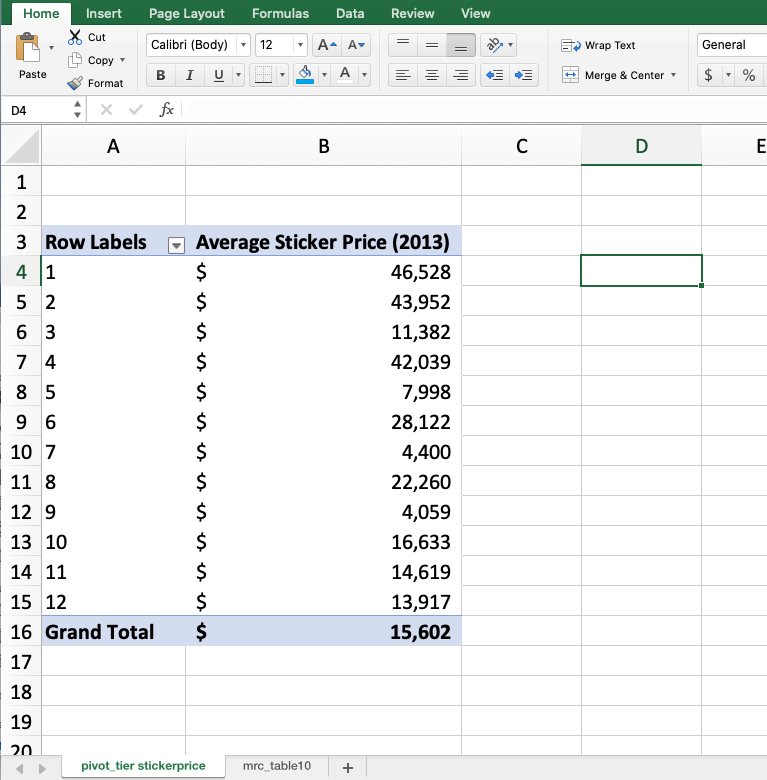 Home Insert Page Layout Formulas Data Review View
Cut
Copy
Format
Paste
Calibri (Body) 12 A A
B I U A
ab
Wrap Text
Merge & Center
General
$ %
D4 fx
A B C D E
1
2
3 Row Labels Average Sticker Price (2013)
4 1 $ 46,528
5 2 $ 43,952
6 3 $ 11,382
7 4 $ 42,039
8 5 $ 7,998
9 6 $ 28,122
10 7 $ 4,400
11 8 $ 22,260
12 9 $ 4,059
13 10 $ 16,633
14 11 $ 14,619
15 12 $ 13,917
16 Grand Total $ 15,602
17
18
19
20
pivot_tier stickerprice mrc_table10 +